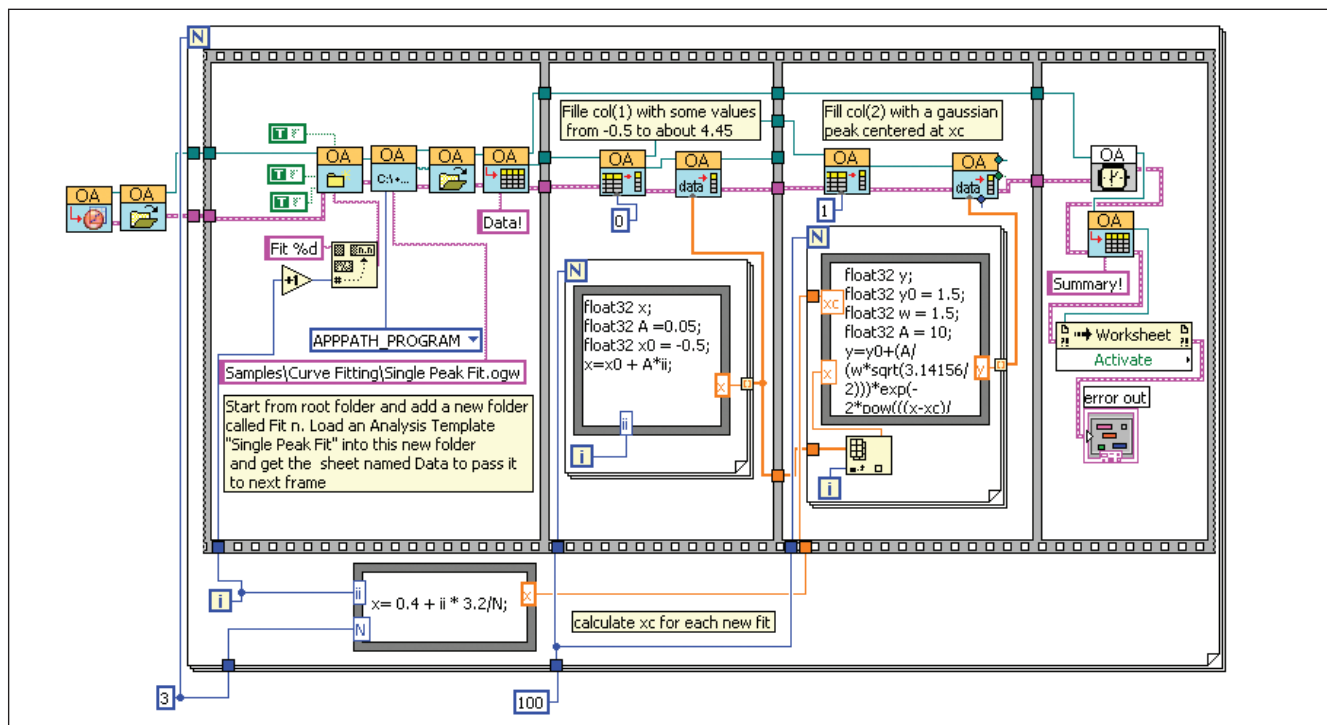 N
Fille col(1) with some values
from -0.5 to about 4.45
Fill col(2) with a gaussian
peak centered at xc
T
T
T
OA
OA
OA
OA
C:\+...
OA
OA
Data!
Fit %d
+1
n.n
#
APPPATH_PROGRAM
Samples\Curve Fitting\Single Peak Fit.ogw
Start from root folder and add a new folder
called Fit n. Load an Analysis Template
"Single Peak Fit" into this new folder
and get the sheet named Data to pass it
to next frame
OA
OA
data
0
N
float32 x;
float32 A =0.05;
float32 x0 = -0.5;
x=x0 + A*ii;
x
ii
i
OA
OA
data
1
N
float32 y;
float32 y0 = 1.5;
float32 w = 1.5;
float32 A = 10;
y=y0+(A/
(w*sqrt(3.14156/
2)))*exp(-
2*pow(((x-xc)/
xc
x
y
i
OA
OA
Summary!
Worksheet
Activate
error out
i
ii
N
x= 0.4 + ii * 3.2/N;
x
calculate xc for each new fit
3
100